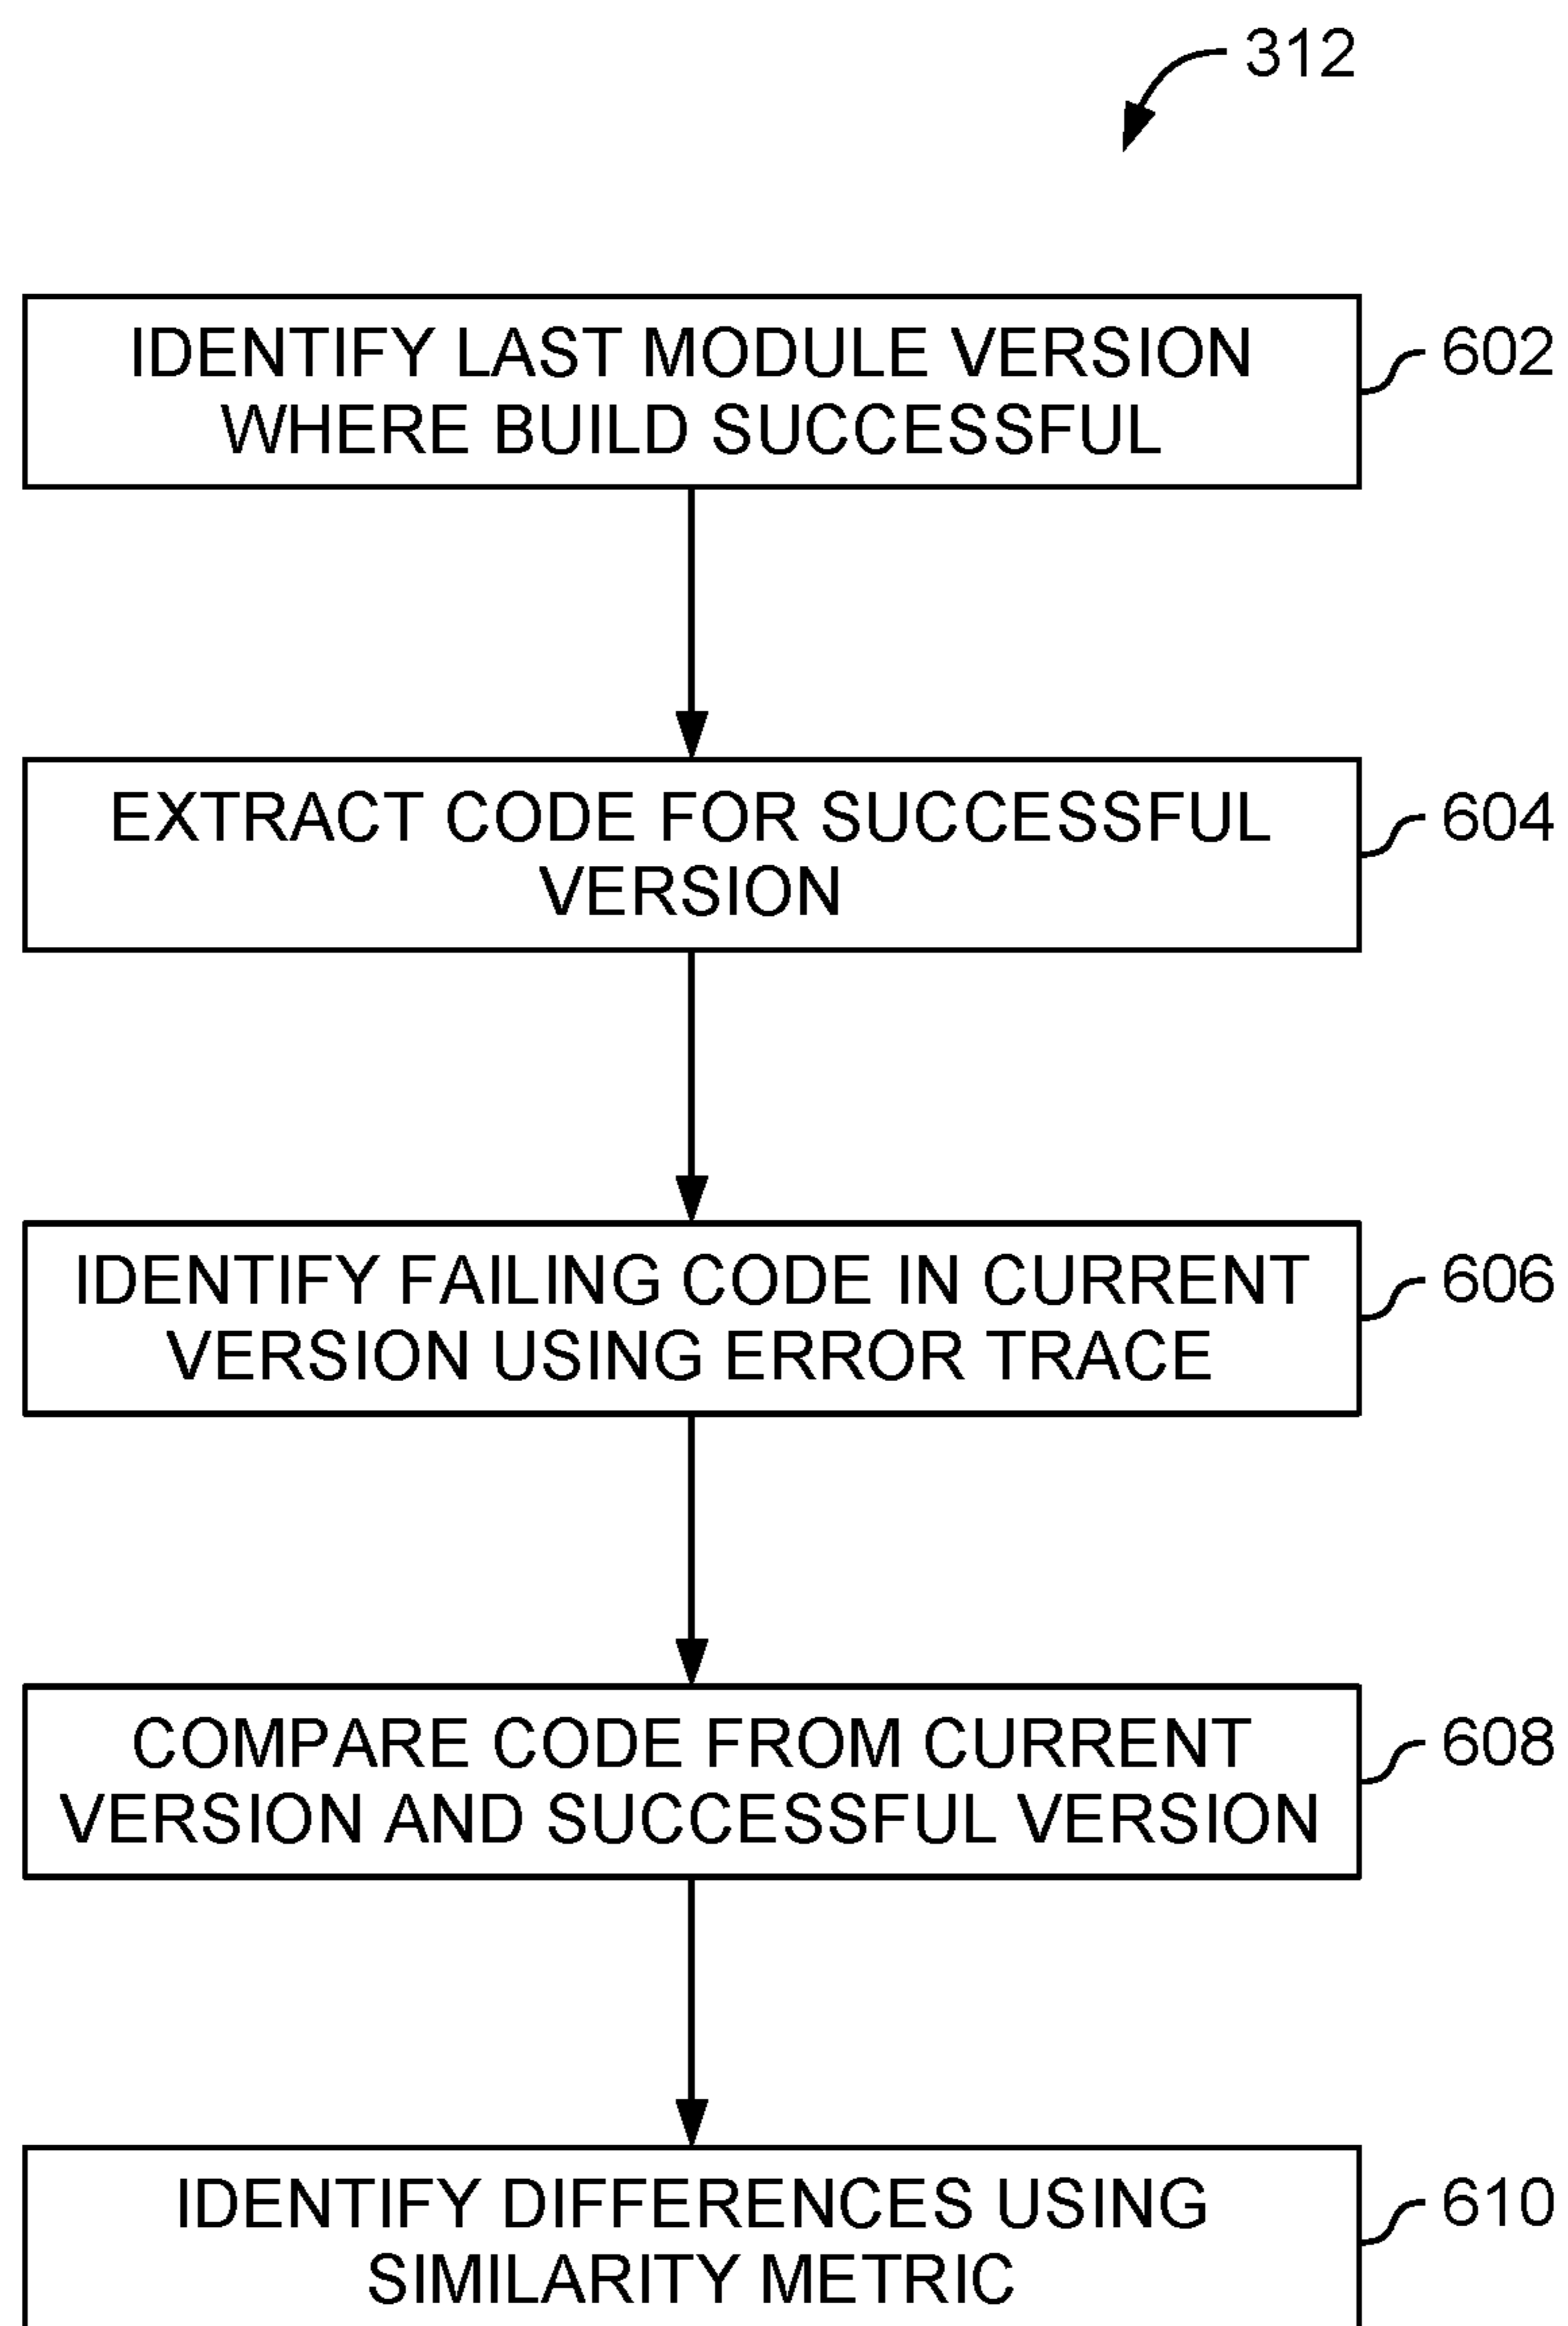 312
IDENTIFY LAST MODULE VERSION
WHERE BUILD SUCCESSFUL
602
EXTRACT CODE FOR SUCCESSFUL
VERSION
604
IDENTIFY FAILING CODE IN CURRENT
VERSION USING ERROR TRACE
606
COMPARE CODE FROM CURRENT
VERSION AND SUCCESSFUL VERSION
608
IDENTIFY DIFFERENCES USING
SIMILARITY METRIC
610